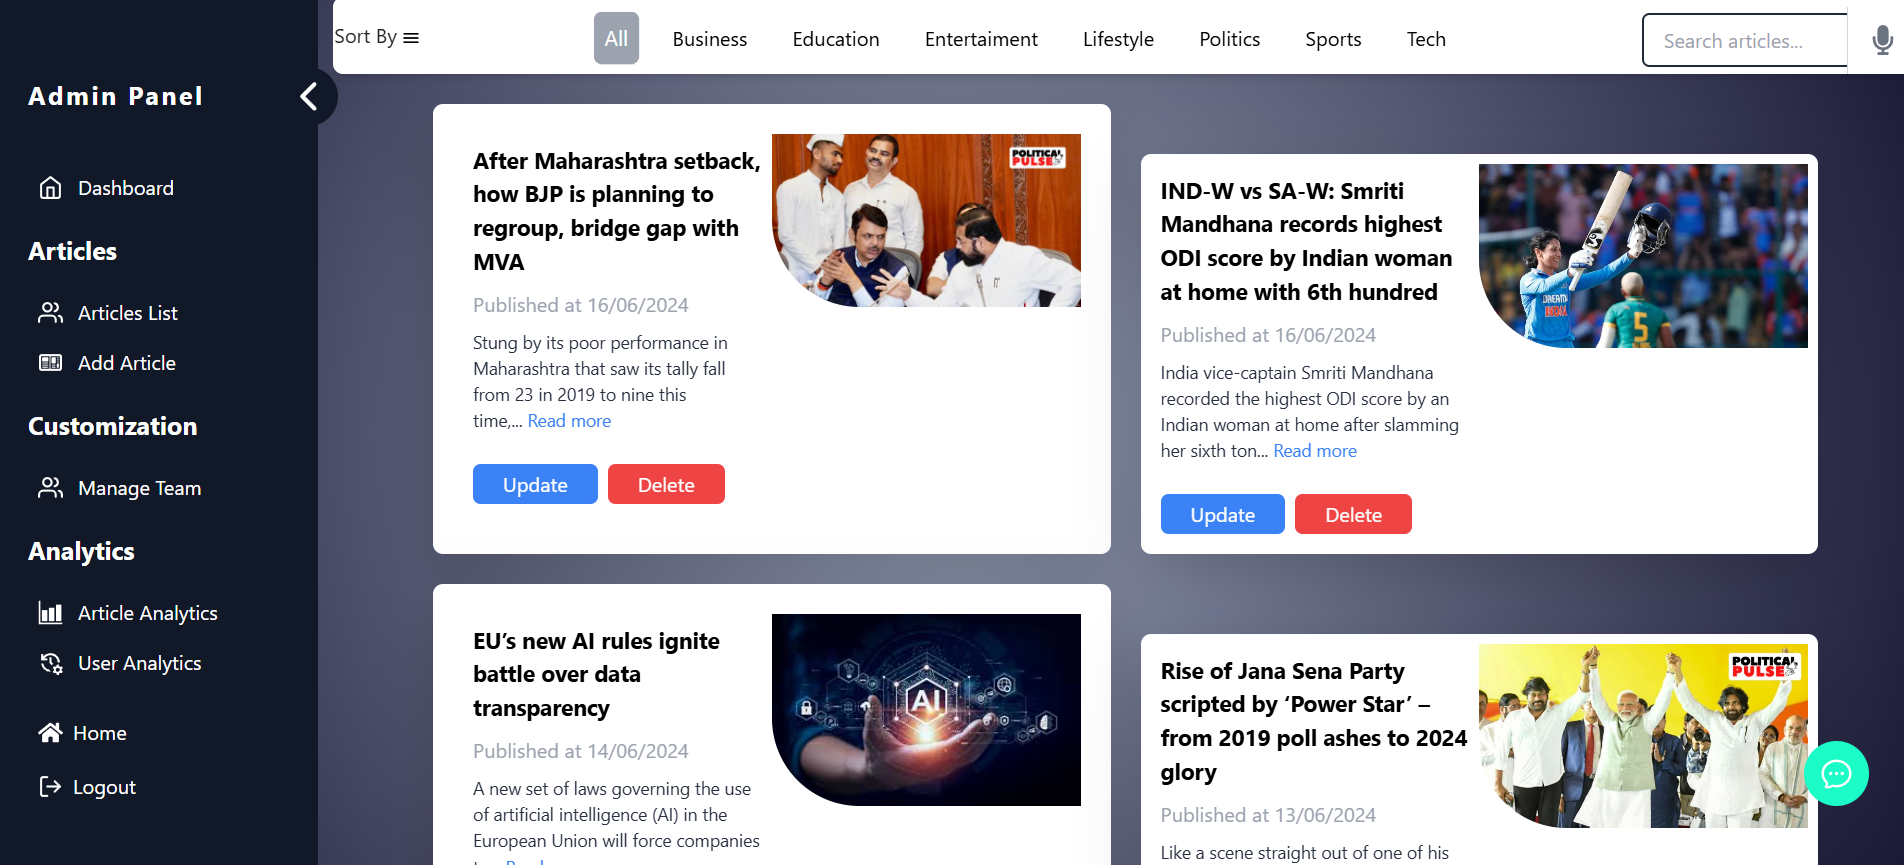 Sort By
All
Business
Education
Entertaiment
Lifestyle
Politics
Sports
Tech
Search articles...
Admin Panel
Dashboard
Articles
Articles List
Add Article
Customization
Manage Team
Analytics
Article Analytics
User Analytics
Home
Logout
After Maharashtra setback,
how BJP is planning to
regroup, bridge gap with
MVA
Published at 16/06/2024
Stung by its poor performance in
Maharashtra that saw its tally fall
from 23 in 2019 to nine this
time,... Read more
Update
Delete
POLITICAL
PULSE
IND-W vs SA-W: Smriti
Mandhana records highest
ODI score by Indian woman
at home with 6th hundred
Published at 16/06/2024
India vice-captain Smriti Mandhana
recorded the highest ODI score by an
Indian woman at home after slamming
her sixth ton... Read more
Update
Delete
DREAM11
INDIA
5
EU’s new AI rules ignite
battle over data
transparency
Published at 14/06/2024
A new set of laws governing the use
of artificial intelligence (AI) in the
European Union will force companies
AI
Rise of Jana Sena Party
scripted by ‘Power Star’ –
from 2019 poll ashes to 2024
glory
Published at 13/06/2024
Like a scene straight out of one of his
POLITICAL
PULSE